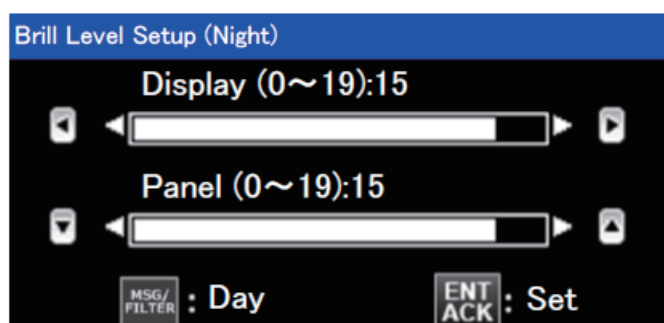 Brill Level Setup (Night)
Display (0～19):15
Panel (0～19):15
MSG/
FILTER : Day
ENT
ACK : Set